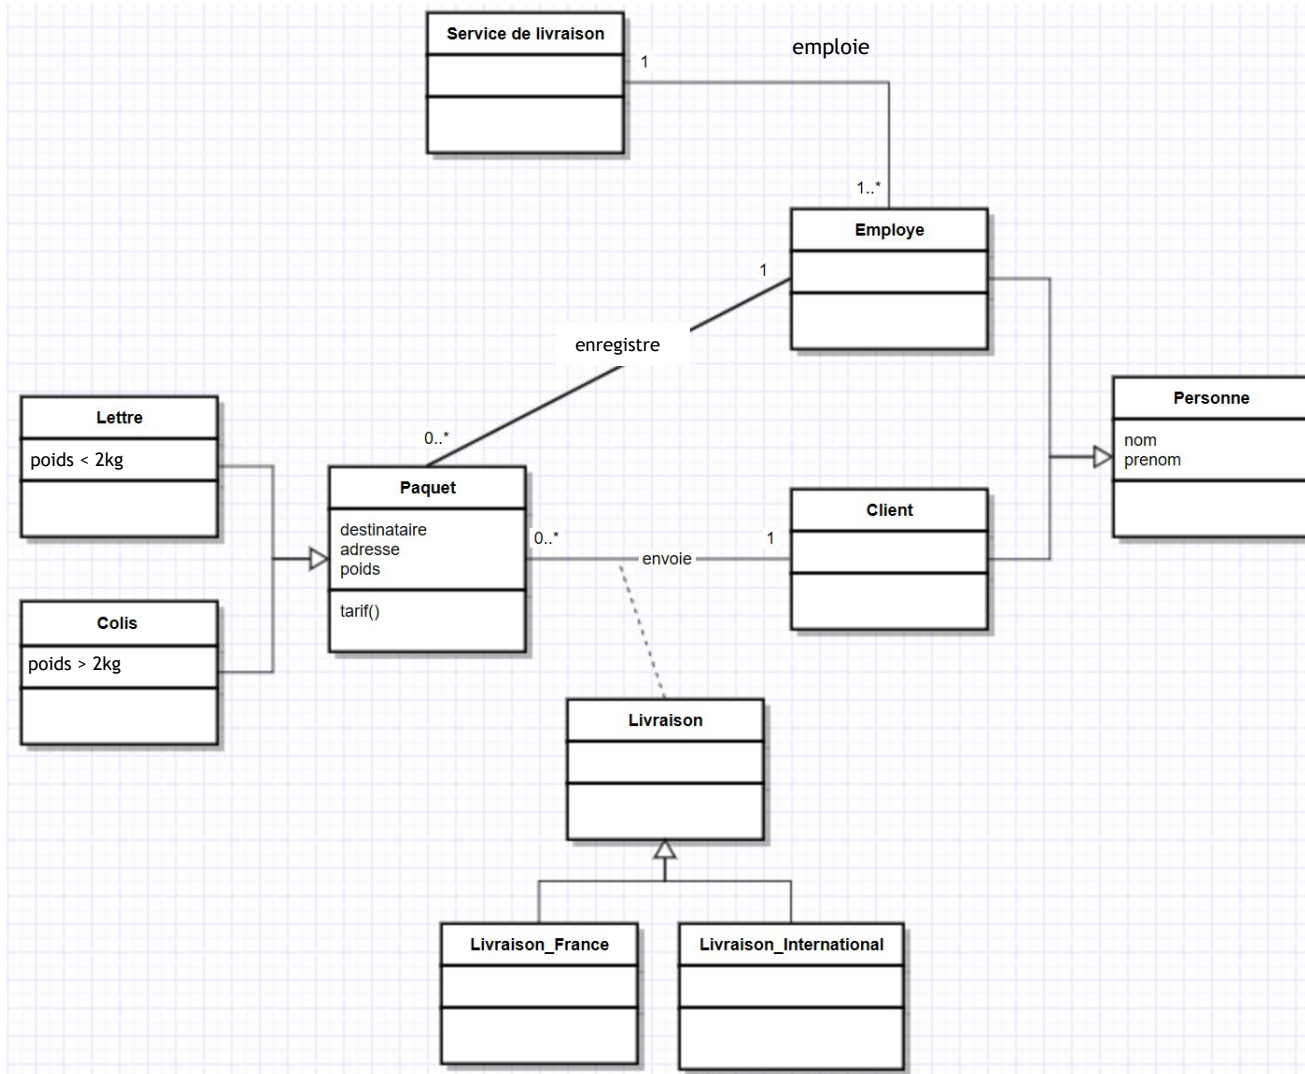 Service de livraison
emploie
1
1..*
Employe
1
enregistre
0..*
Personne
nom
prenom
Lettre
poids < 2kg
Paquet
destinataire
adresse
poids
tarif()
0..*
envoie
1
Client
Colis
poids > 2kg
Livraison
Livraison_France
Livraison_International